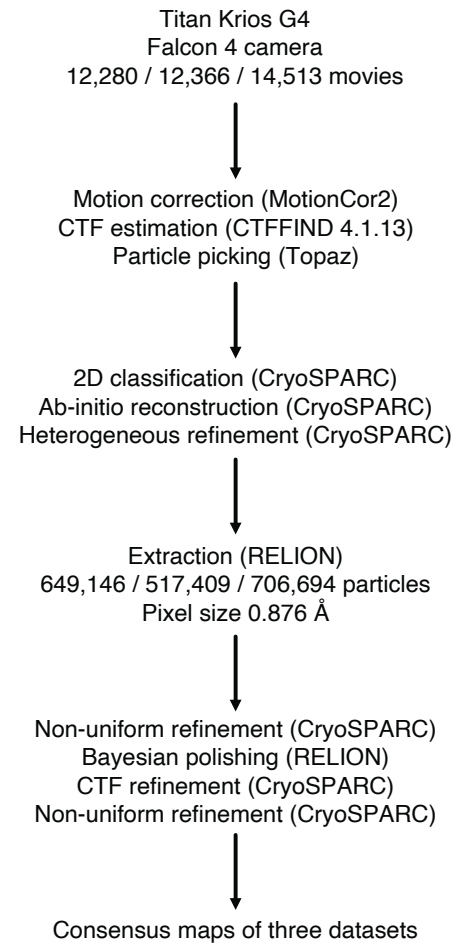 Titan Krios G4
Falcon 4 camera
12,280 / 12,366 / 14,513 movies
Motion correction (MotionCor2)
CTF estimation (CTFFIND 4.1.13)
Particle picking (Topaz)
2D classification (CryoSPARC)
Ab-initio reconstruction (CryoSPARC)
Heterogeneous refinement (CryoSPARC)
Extraction (RELION)
649,146 / 517,409 / 706,694 particles
Pixel size 0.876 Å
Non-uniform refinement (CryoSPARC)
Bayesian polishing (RELION)
CTF refinement (CryoSPARC)
Non-uniform refinement (CryoSPARC)
Consensus maps of three datasets